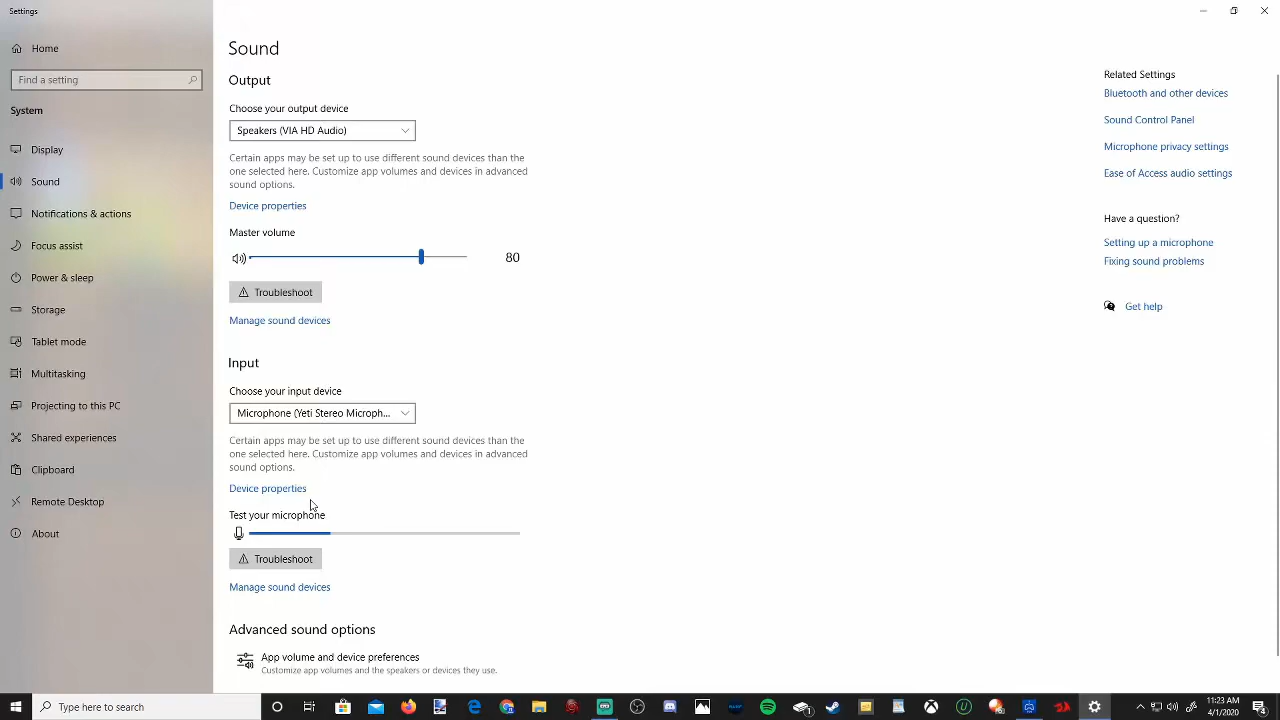 Settings
Home
Find a setting
System
Display
Sound
Notifications & actions
Focus assist
Power & sleep
Storage
Tablet mode
Multitasking
Projecting to this PC
Shared experiences
Clipboard
Remote Desktop
About
Sound
Output
Choose your output device
Speakers (VIA HD Audio)
Certain apps may be set up to use different sound devices than the
one selected here. Customize app volumes and devices in advanced
sound options.
Device properties
Master volume
80
Troubleshoot
Manage sound devices
Input
Choose your input device
Microphone (Yeti Stereo Microph...
Certain apps may be set up to use different sound devices than the
one selected here. Customize app volumes and devices in advanced
sound options.
Device properties
Test your microphone
Troubleshoot
Manage sound devices
Advanced sound options
App volume and device preferences
Customize app volumes and the speakers or devices they use.
Related Settings
Bluetooth and other devices
Sound Control Panel
Microphone privacy settings
Ease of Access audio settings
Have a question?
Setting up a microphone
Fixing sound problems
Get help
Type here to search
11:23 AM
4/1/2020